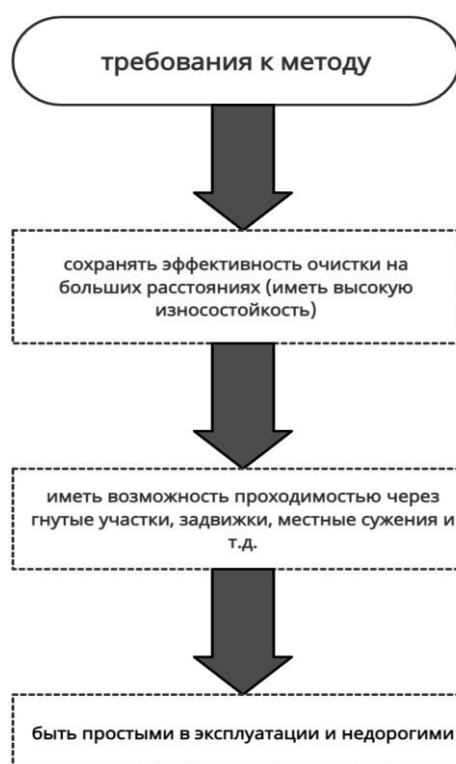 требования к методу
сохранять эффективность очистки на
больших расстояниях (иметь высокую
износостойкость)
иметь возможность проходимостью через
гнутые участки, задвижки, местные сужения и
т.д.
быть простыми в эксплуатации и недорогими